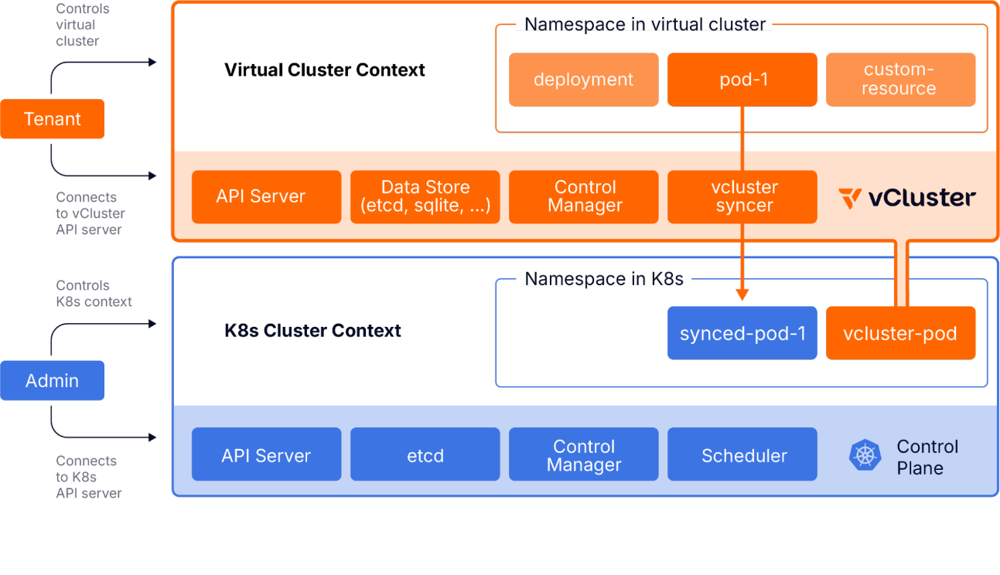 Controls
virtual
cluster
Tenant
Connects
to vCluster
API server
Virtual Cluster Context
Namespace in virtual cluster
deployment
pod-1
custom-
resource
API Server
Data Store
(etcd, sqlite, ...)
Control
Manager
vcluster
syncer
vCluster
Controls
K8s context
Admin
Connects
to K8s
API server
K8s Cluster Context
Namespace in K8s
synced-pod-1
vcluster-pod
API Server
etcd
Control
Manager
Scheduler
Control
Plane